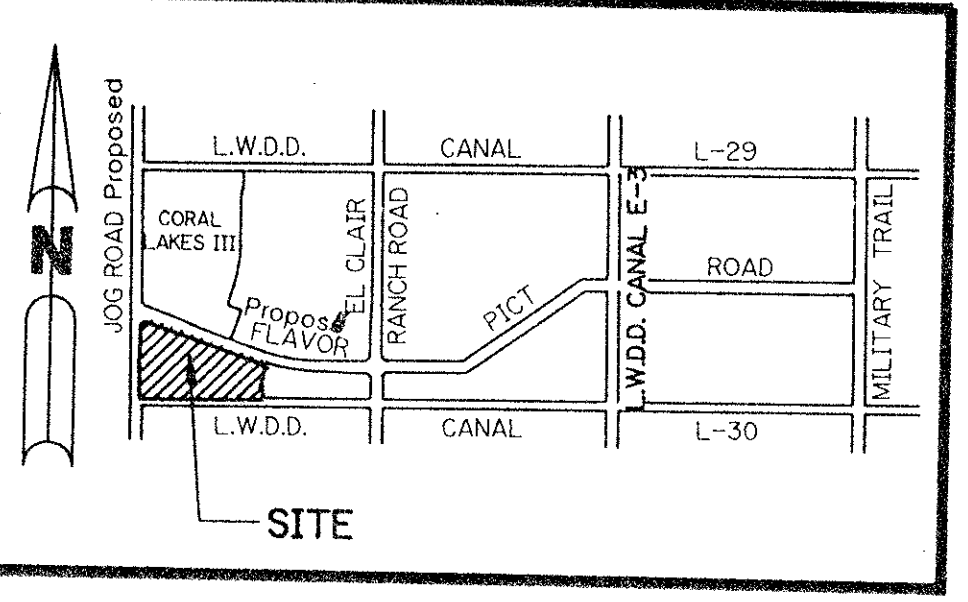 N
JOG ROAD Proposed
L.W.D.D. CANAL L-29
CORAL
LAKES III
Propos
FLAVOR
EL CLAIR
RANCH ROAD
PICT
ROAD
L.W.D.D. CANAL E-3
MILITARY TRAIL
L.W.D.D. CANAL L-30
SITE